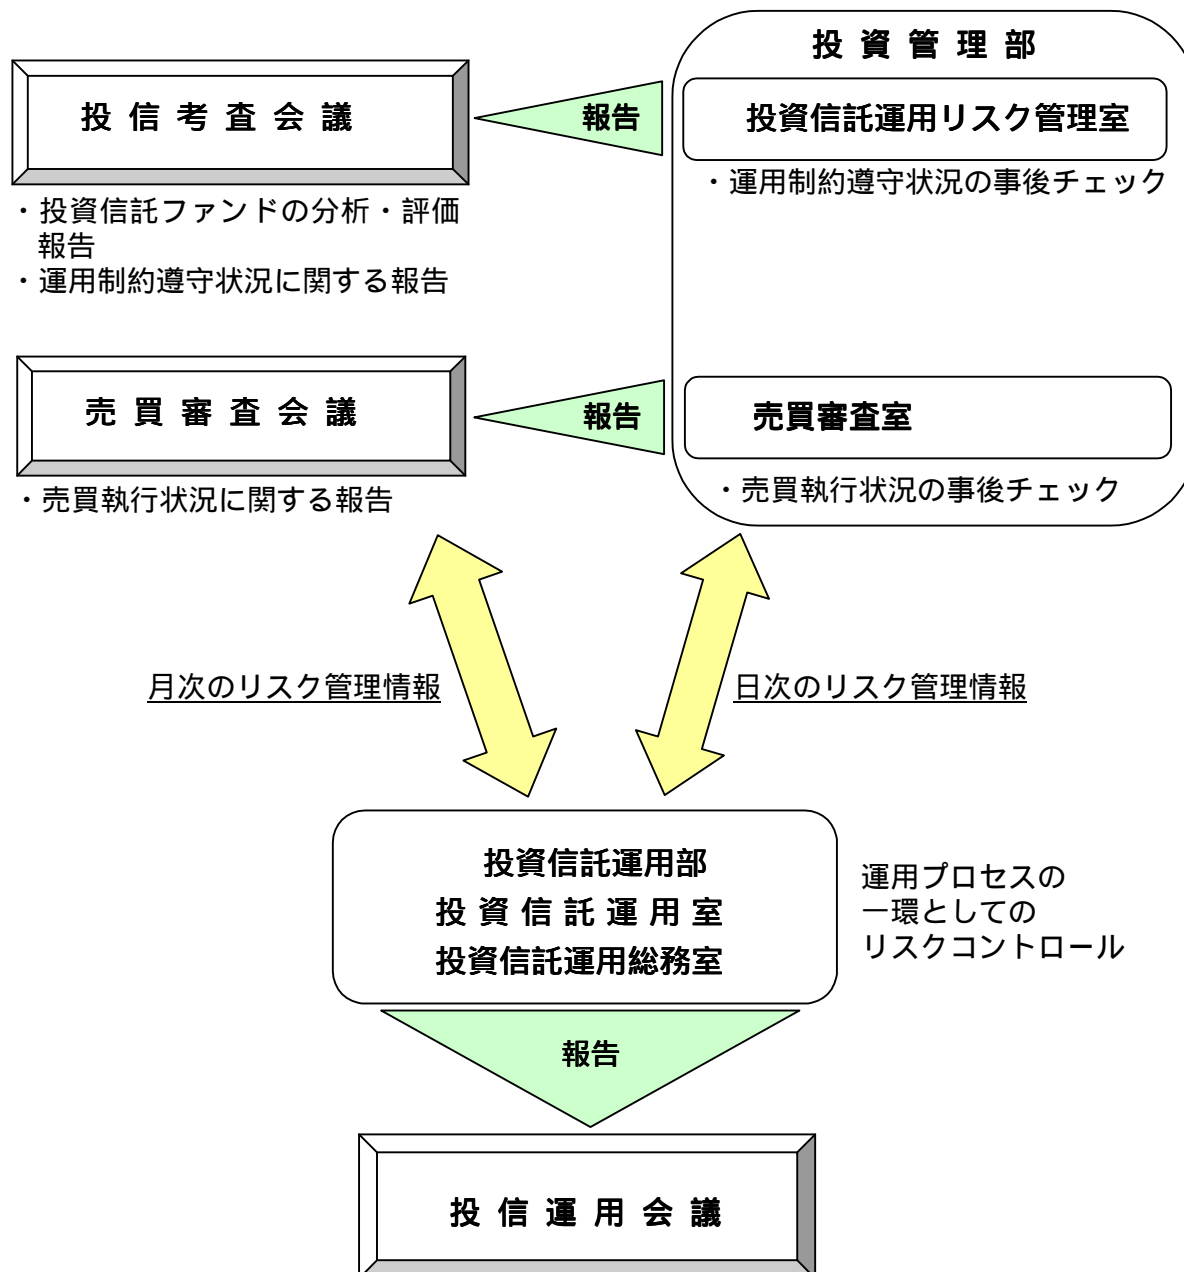 投資管理部
投信考査会議
報告
投資信託運用リスク管理室
・運用制約遵守状況の事後チェック
・投資信託ファンドの分析・評価
報告
・運用制約遵守状況に関する報告
売買審査会議
報告
売買審査室
・売買執行状況の事後チェック
・売買執行状況に関する報告
月次のリスク管理情報
日次のリスク管理情報
投資信託運用部
投資信託運用室
投資信託運用総務室
運用プロセスの
一環としての
リスクコントロール
報告
投信運用会議